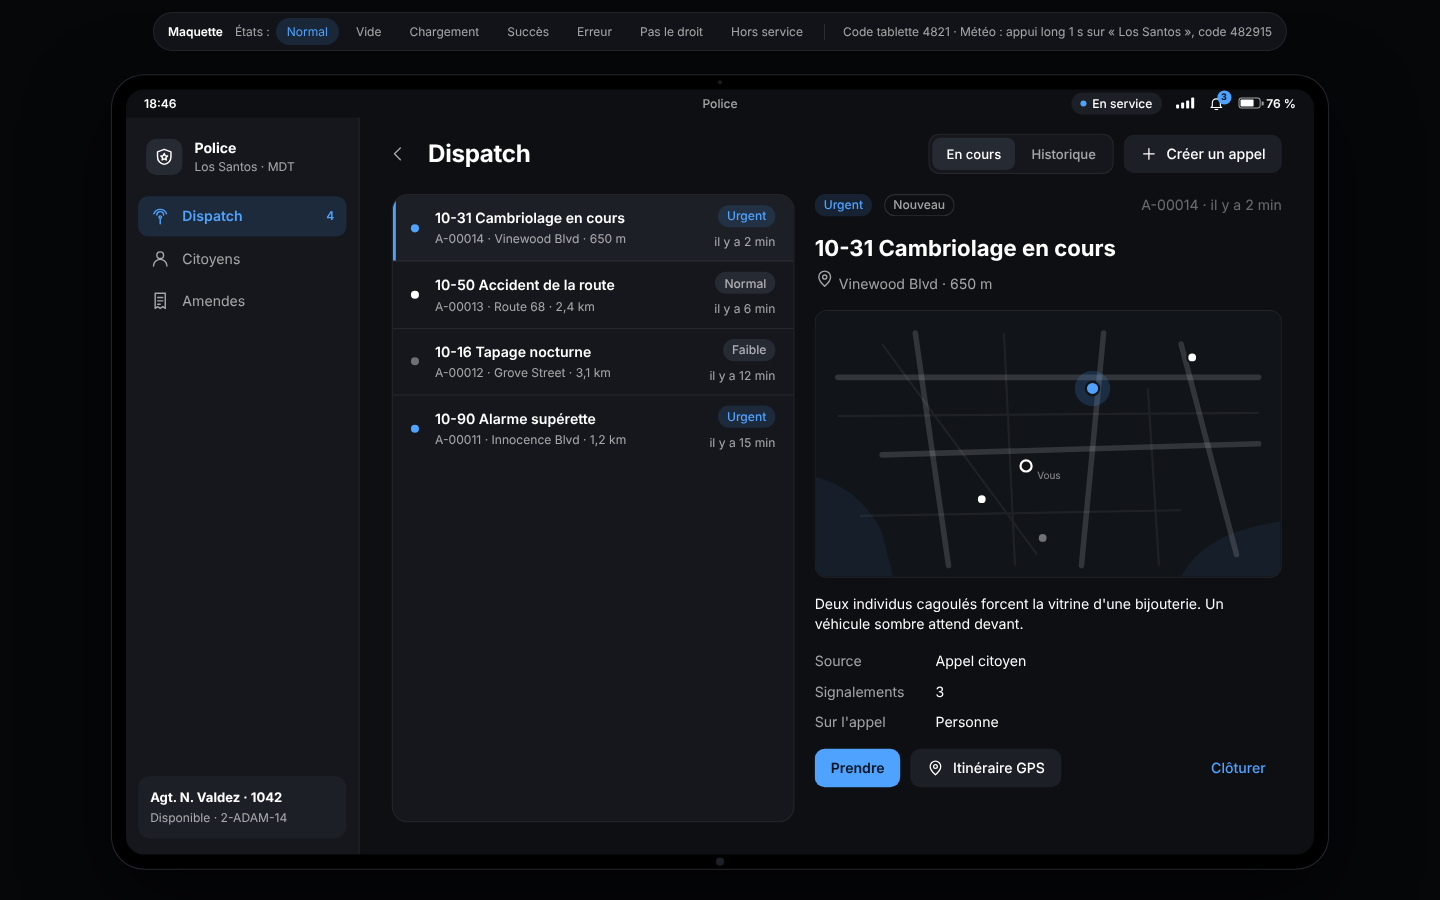 Maquette États : Normal Vide Chargement Succès Erreur Pas le droit Hors service Code tablette 4821 · Météo : appui long 1 s sur « Los Santos », code 482915
18:46 Police En service 3 76 %
Police
Los Santos · MDT
Dispatch 4
Citoyens
Amendes
Agt. N. Valdez · 1042
Disponible · 2-ADAM-14
Dispatch En cours Historique Créer un appel
10-31 Cambriolage en cours Urgent
A-00014 · Vinewood Blvd · 650 m il y a 2 min
10-50 Accident de la route Normal
A-00013 · Route 68 · 2,4 km il y a 6 min
10-16 Tapage nocturne Faible
A-00012 · Grove Street · 3,1 km il y a 12 min
10-90 Alarme supérette Urgent
A-00011 · Innocence Blvd · 1,2 km il y a 15 min
Urgent Nouveau A-00014 · il y a 2 min
10-31 Cambriolage en cours
Vinewood Blvd · 650 m
Vous
Deux individus cagoulés forcent la vitrine d'une bijouterie. Un
véhicule sombre attend devant.
Source Appel citoyen
Signalements 3
Sur l'appel Personne
Prendre Itinéraire GPS Clôturer